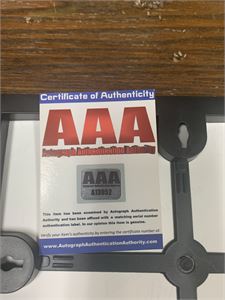 Certificate of Authenticity
AAA
Autograph Authentication Authority
AAA
A13952
This item has been examined by Autograph Authentication
Authority and has been affixed with a matching serial number
authentication label. In our opinion this item is genuine.
Verify your item's authenticity by entering the certificate number at
www.AutographAuthenticationAuthority.com